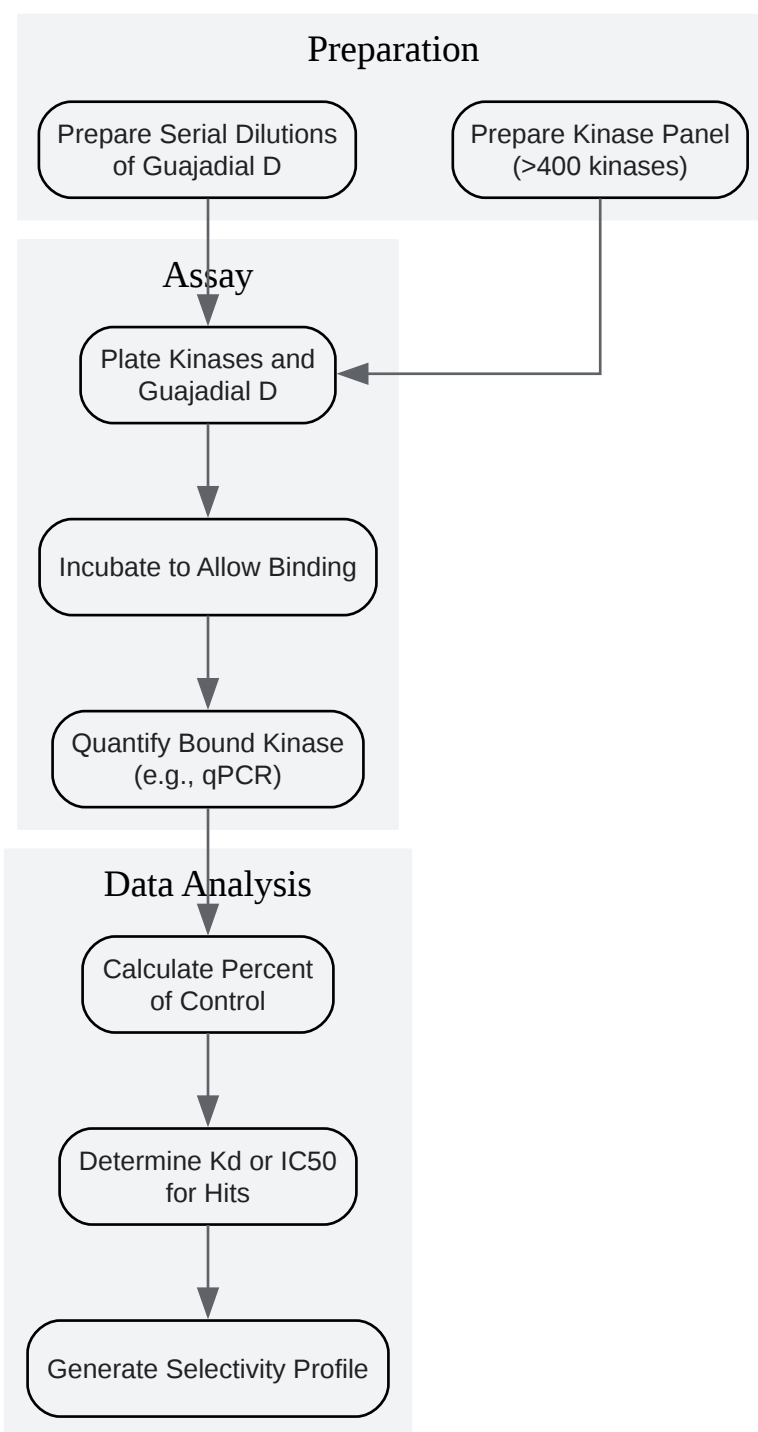 Preparation
Prepare Serial Dilutions
of Guajadial D
Prepare Kinase Panel
(>400 kinases)
Assay
Plate Kinases and
Guajadial D
Incubate to Allow Binding
Quantify Bound Kinase
(e.g., qPCR)
Data Analysis
Calculate Percent
of Control
Determine Kd or IC50
for Hits
Generate Selectivity Profile